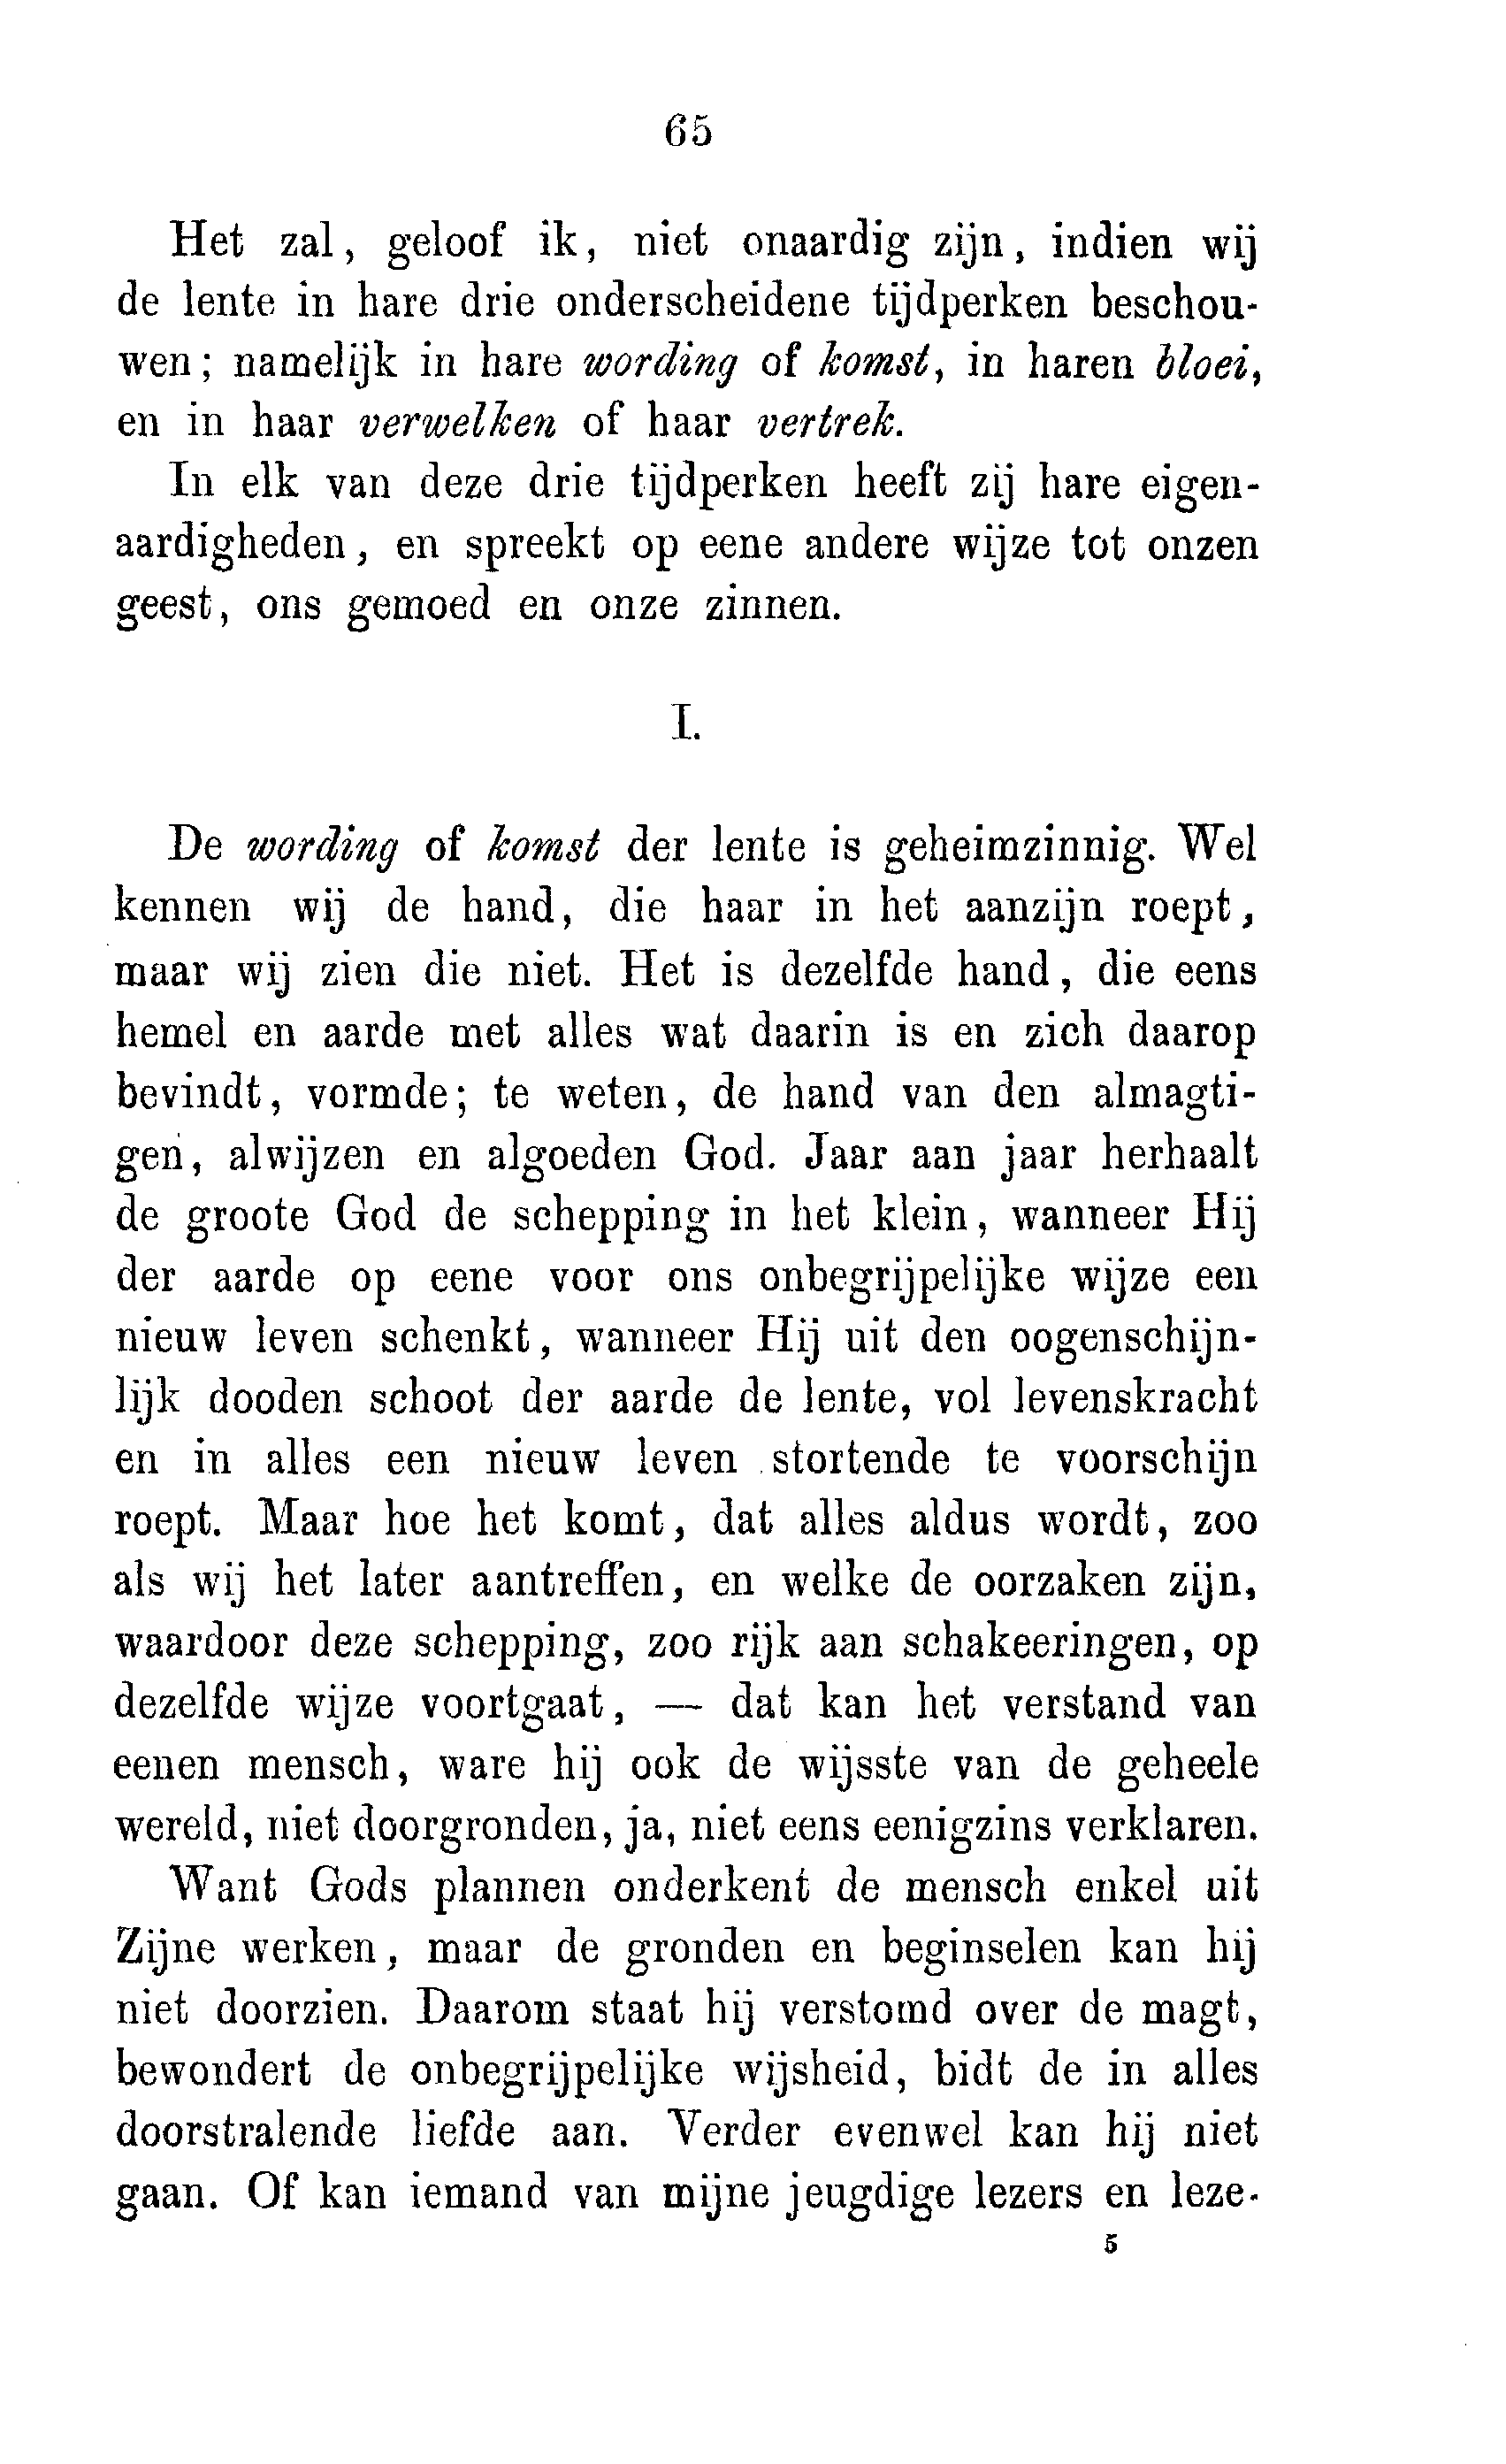 65
Het zal, geloof ik, niet onaardig zijn, indien wij
de lente in hare drie onderscheidene tijdperken beschou-
wen; namelijk in hare wording of komst, in haren bloei,
en in haar verwelken of haar vertrek.
In elk van deze drie tijdperken heeft zij hare eigen-
aardigheden, en spreekt op eene andere wijze tot onzen
geest, ons gemoed en onze zinnen.
I.
De wording of komst der lente is geheimzinnig. Wel
kennen wij de hand, die haar in het aanzijn roept,
maar wij zien die niet. Het is dezelfde hand, die eens
hemel en aarde met alles wat daarin is en zich daarop
bevindt, vormde; te weten, de hand van den almagti-
gen, alwijzen en algoeden God. Jaar aan jaar herhaalt
de groote God de schepping in het klein, wanneer Hij
der aarde op eene voor ons onbegrijpelijke wijze een
nieuw leven schenkt, wanneer Hij uit den oogenschijn-
lijk dooden schoot der aarde de lente, vol levenskracht
en in alles een nieuw leven stortende te voorschijn
roept. Maar hoe het komt, dat alles aldus wordt, zoo
als wij het later aantreffen, en welke de oorzaken zijn,
waardoor deze schepping, zoo rijk aan schakeeringen, op
dezelfde wijze voortgaat, — dat kan het verstand van
eenen mensch, ware hij ook de wijsste van de geheele
wereld, niet doorgronden, ja, niet eens eenigzins verklaren.
Want Gods plannen onderkent de mensch enkel uit
Zijne werken, maar de gronden en beginselen kan hij
niet doorzien. Daarom staat hij verstomd over de magt,
bewondert de onbegrijpelijke wijsheid, bidt de in alles
doorstralende liefde aan. Verder evenwel kan hij niet
gaan. Of kan iemand van mijne jeugdige lezers en leze-
5